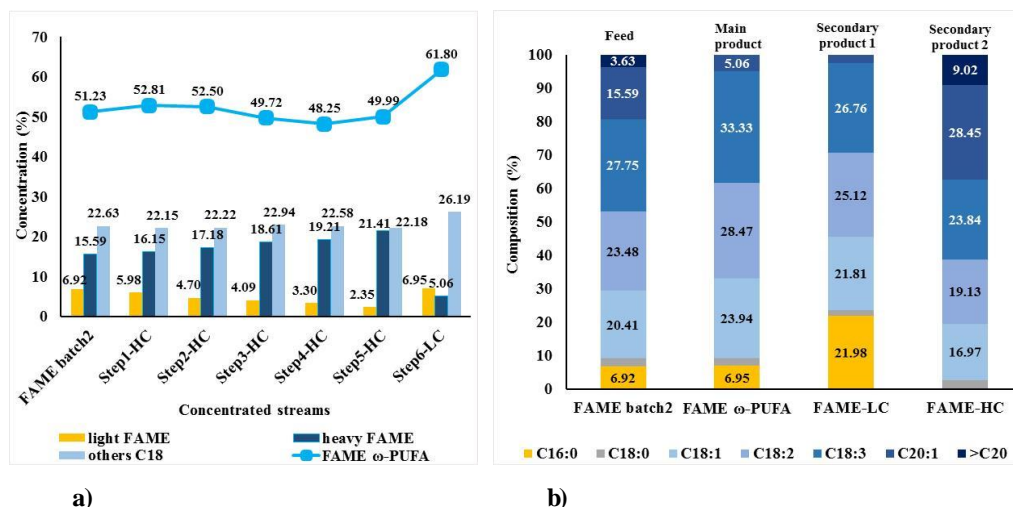 70
60
50
40
30
20
10
0
Concentration (%)
51.23
52.81
52.50
49.72
48.25
49.99
61.80
6.92
15.59
22.63
5.98
16.15
22.15
4.70
17.18
22.22
4.09
18.61
22.94
3.30
19.21
22.58
2.35
21.41
22.18
6.95
5.06
26.19
FAME batch2
Step1-HC
Step2-HC
Step3-HC
Step4-HC
Step5-HC
Step6-LC
Concentrated streams
light FAME
heavy FAME
others C18
FAME ω-PUFA
a)
100
90
80
70
60
50
40
30
20
10
0
Composition (%)
Feed
3.63
15.59
27.75
23.48
20.41
6.92
FAME batch2
Main
product
5.06
33.33
28.47
23.94
6.95
FAME ω-PUFA
Secondary
product 1
26.76
25.12
21.81
21.98
FAME-LC
Secondary
product 2
9.02
28.45
23.84
19.13
16.97
FAME-HC
C16:0 C18:0 C18:1 C18:2 C18:3 C20:1 >C20
b)